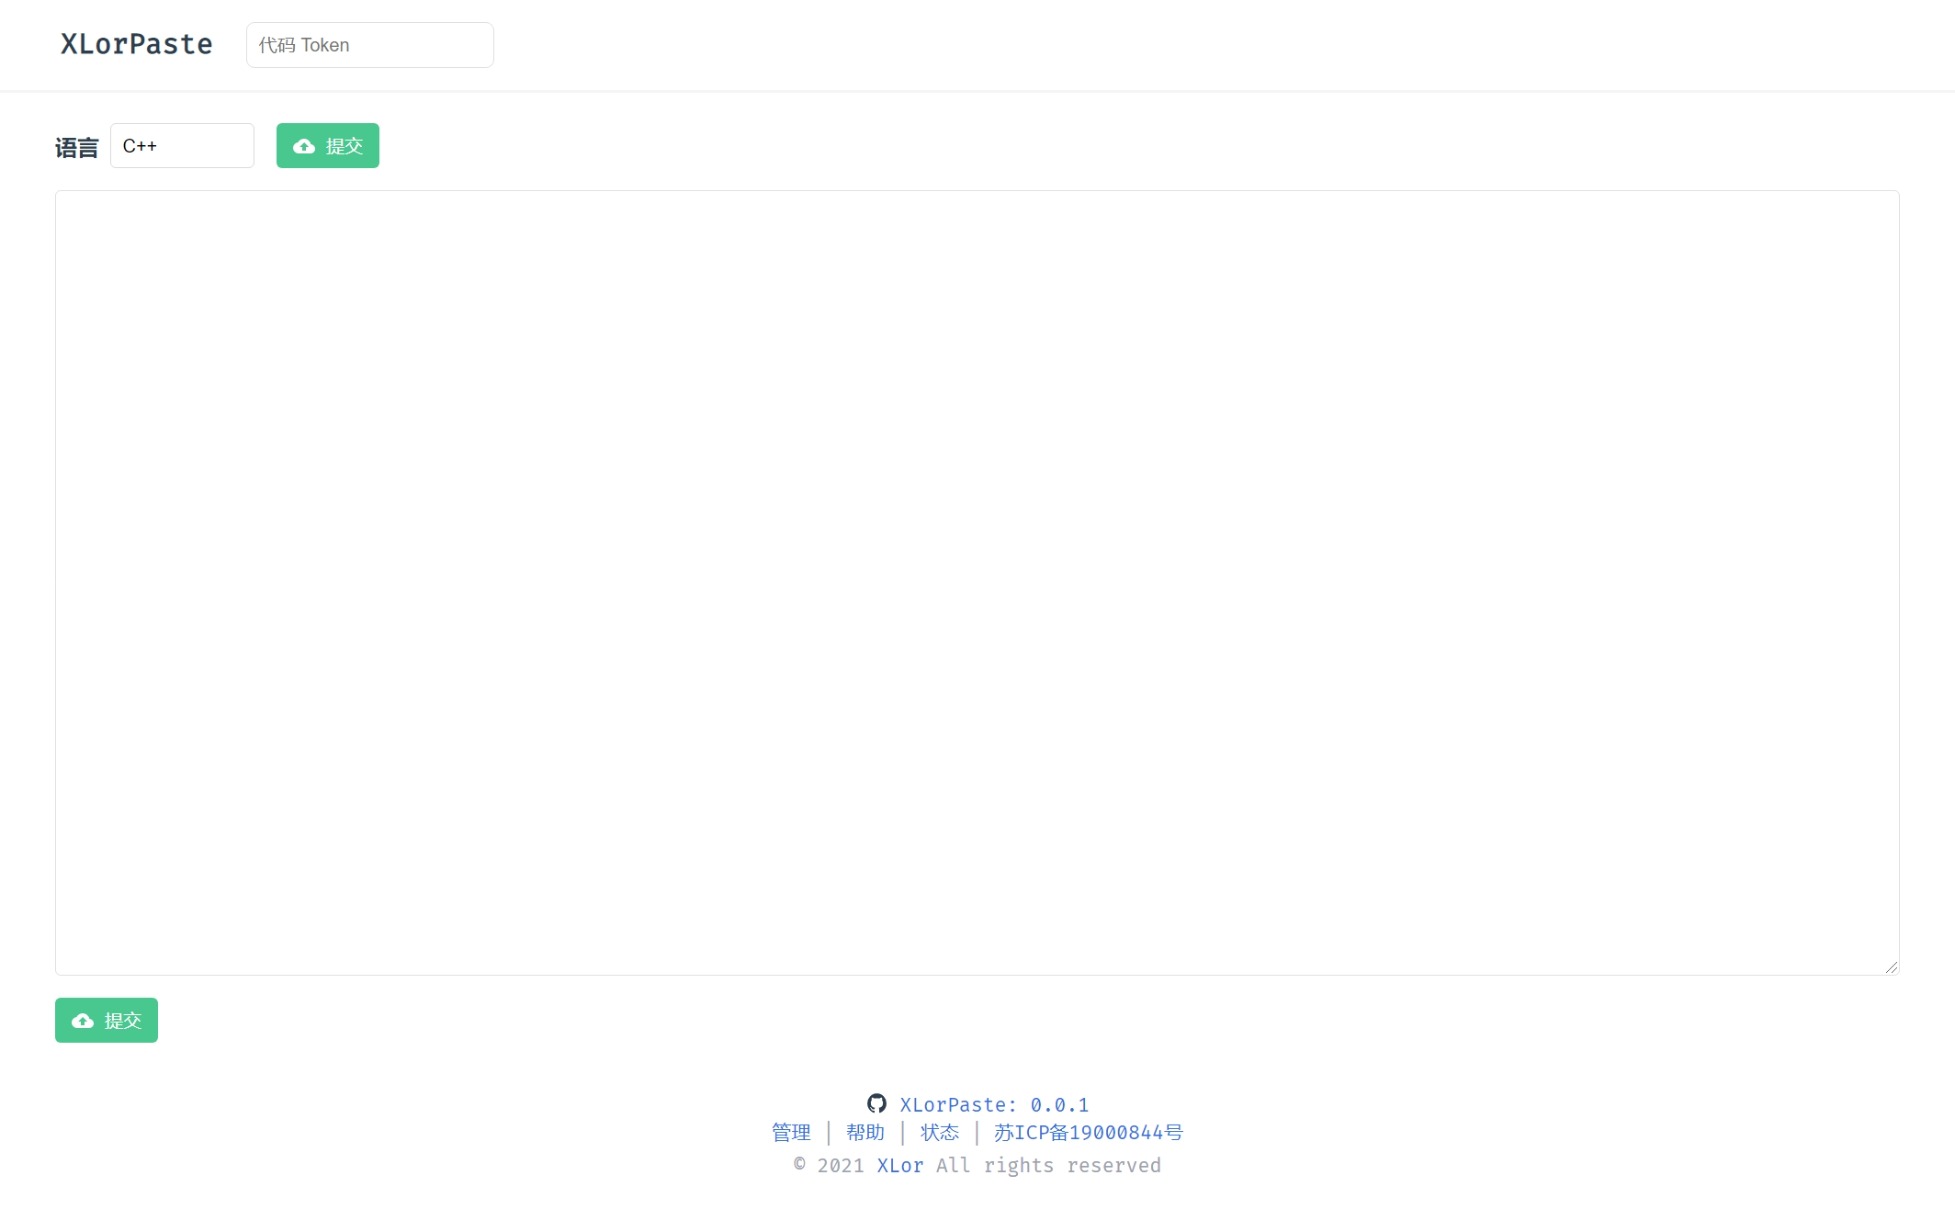 XLorPaste 代码 Token
语言 C++ 提交
提交
XLorPaste: 0.0.1
管理 | 帮助 | 状态 | 苏ICP备19000844号
© 2021 XLor All rights reserved